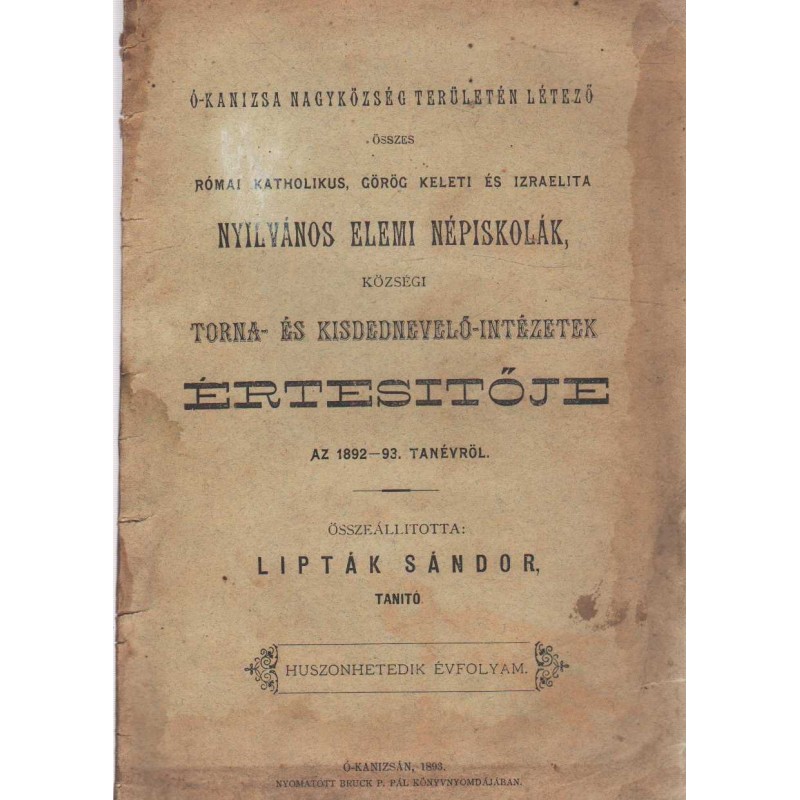 Ó-KANIZSA NAGYKÖZSÉG TERÜLETÉN LÉTEZŐ
ÖSSZES
RÓMAI KATHOLIKUS, GÖRÖG KELETI ÉS IZRAELITA
NYILVÁNOS ELEMI NÉPISKOLÁK,
KÖZSÉGI
TORNA- ÉS KISDEDNEVELŐ-INTÉZETEK
ÉRTESITŐJE
AZ 1892—93. TANÉVRÖL.
ÖSSZEÁLLITOTTA:
LIPTÁK SÁNDOR,
TANITÓ.
HUSZONHETEDIK ÉVFOLYAM.
Ó-KANIZSÁN, 1893.
NYOMATOTT BRUCK P. PÁL KÖNYVNYOMDÁJÁBAN.